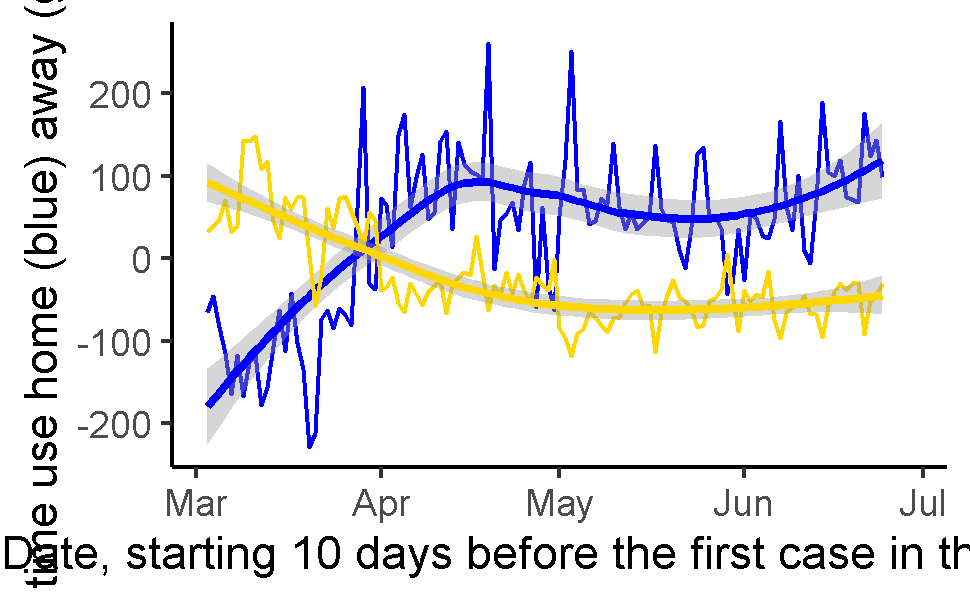 time use home (blue) away (
200
100
0
-100
-200
Mar Apr May Jun Jul
Date, starting 10 days before the first case in th